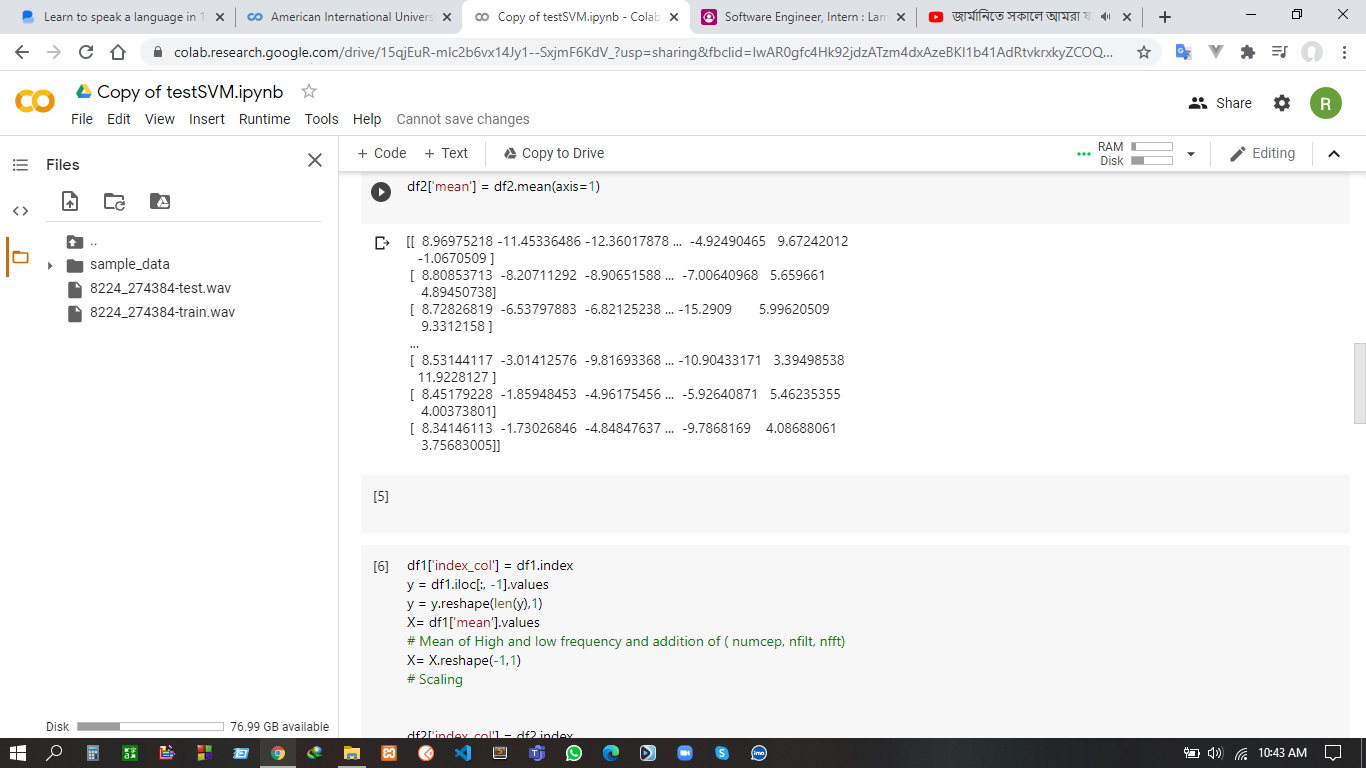 Learn to speak a language in
American International Univers
Copy of testSVM.ipynb - Colab
Software Engineer, Intern : Lam
জার্মানিতে সকালে আমরা
colab.research.google.com/drive/15qjEuR-mIc2b6vx14Jy1--SxjmF6KdV_?usp=sharing&fbclid=IwAR0gfc4Hk92jdzATzm4dxAzeBKI1b41AdRtvkrxkyZCOQ...
Copy of testSVM.ipynb
File Edit View Insert Runtime Tools Help Cannot save changes
Share
R
Files
+ Code + Text Copy to Drive
RAM
Disk
Editing
..
sample_data
8224_274384-test.wav
8224_274384-train.wav
df2['mean'] = df2.mean(axis=1)
[[ 8.96975218 -11.45336486 -12.36017878 ... -4.92490465 9.67242012
-1.0670509 ]
[ 8.80853713 -8.20711292 -8.90651588 ... -7.00640968 5.659661
4.89450738]
[ 8.72826819 -6.53797883 -6.82125238 ... -15.2909 5.99620509
9.3312158 ]
...
[ 8.53144117 -3.01412576 -9.81693368 ... -10.90433171 3.39498538
11.9228127 ]
[ 8.45179228 -1.85948453 -4.96175456 ... -5.92640871 5.46235355
4.00373801]
[ 8.34146113 -1.73026846 -4.84847637 ... -9.7868169 4.08688061
3.75683005]]
[5]
[6]
df1['index_col'] = df1.index
y = df1.iloc[:, -1].values
y = y.reshape(len(y),1)
X= df1['mean'].values
# Mean of High and low frequency and addition of ( numcep, nfilt, nfft)
X= X.reshape(-1,1)
# Scaling
df2['index_col'] = df2.index
Disk 76.99 GB available
imo
10:43 AM